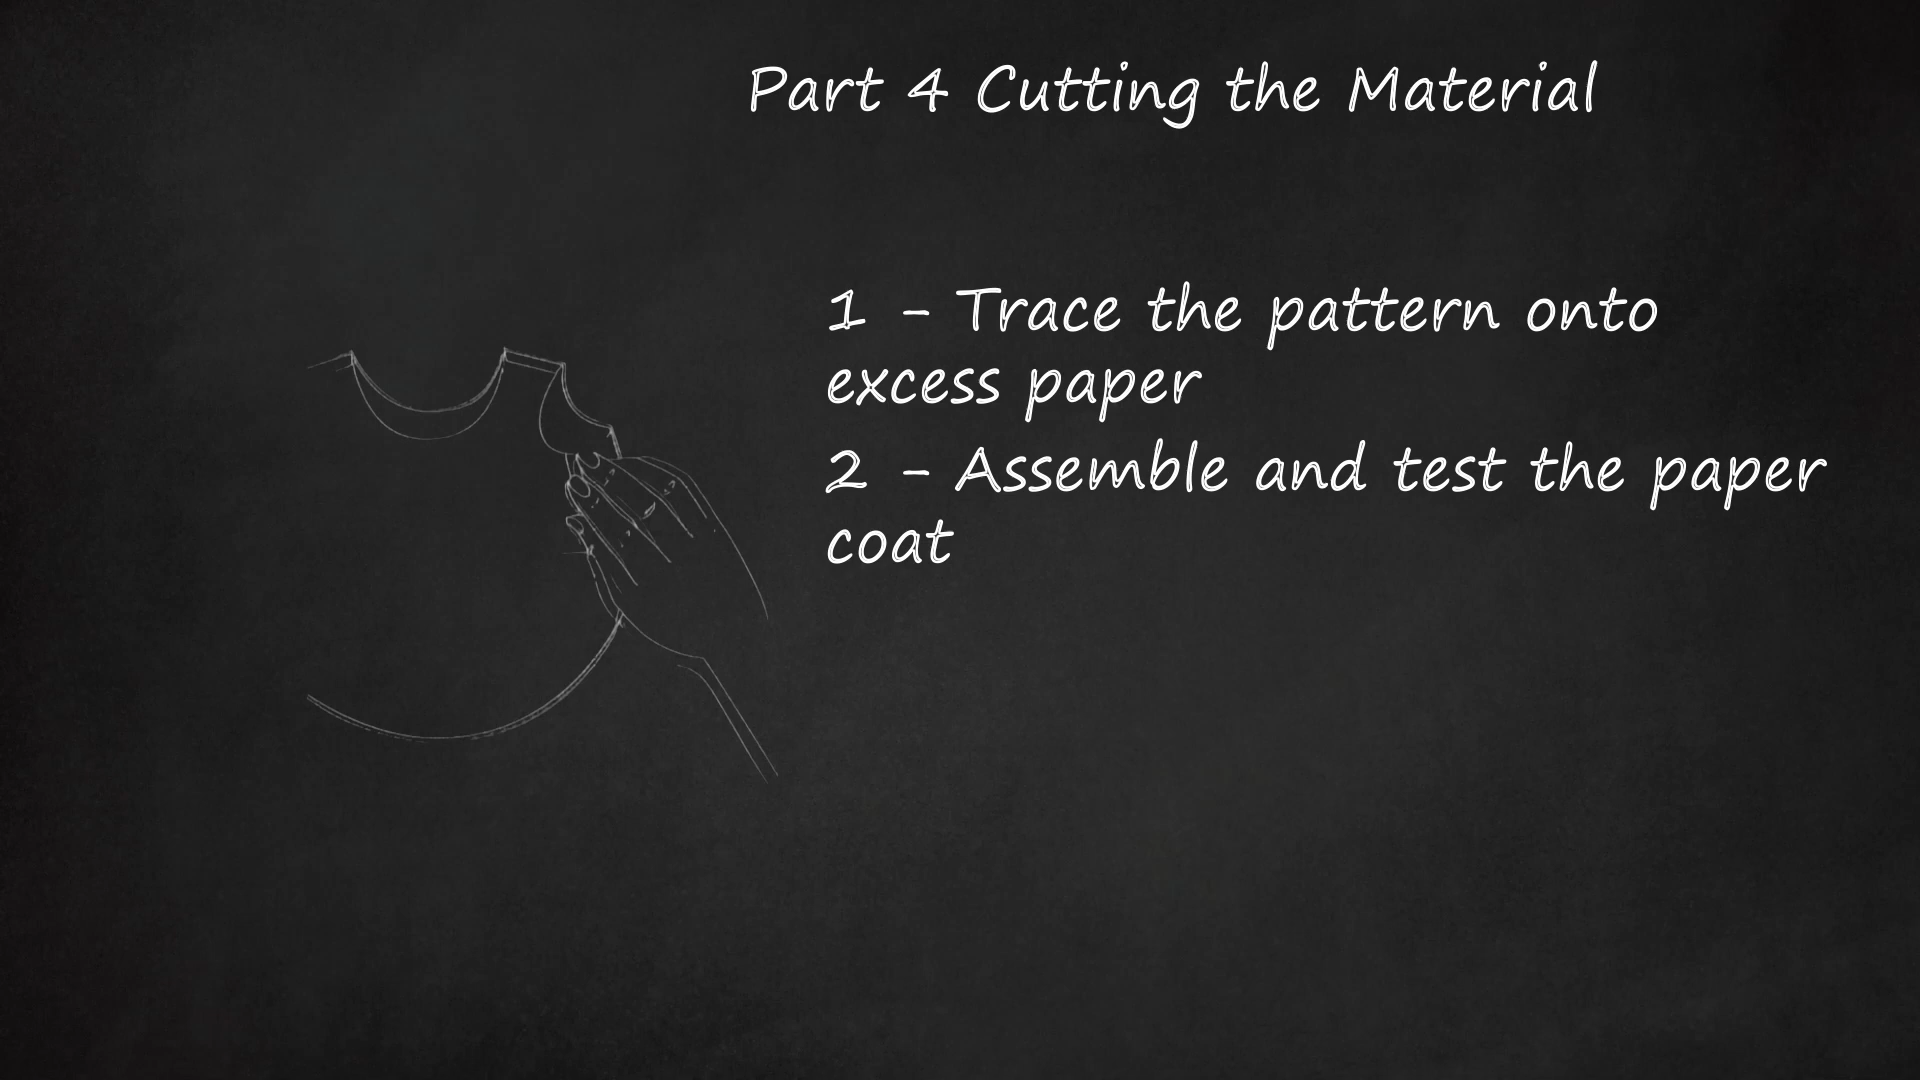 Part 4 Cutting the Material
1 - Trace the pattern onto
excess paper
2 - Assemble and test the paper
coat